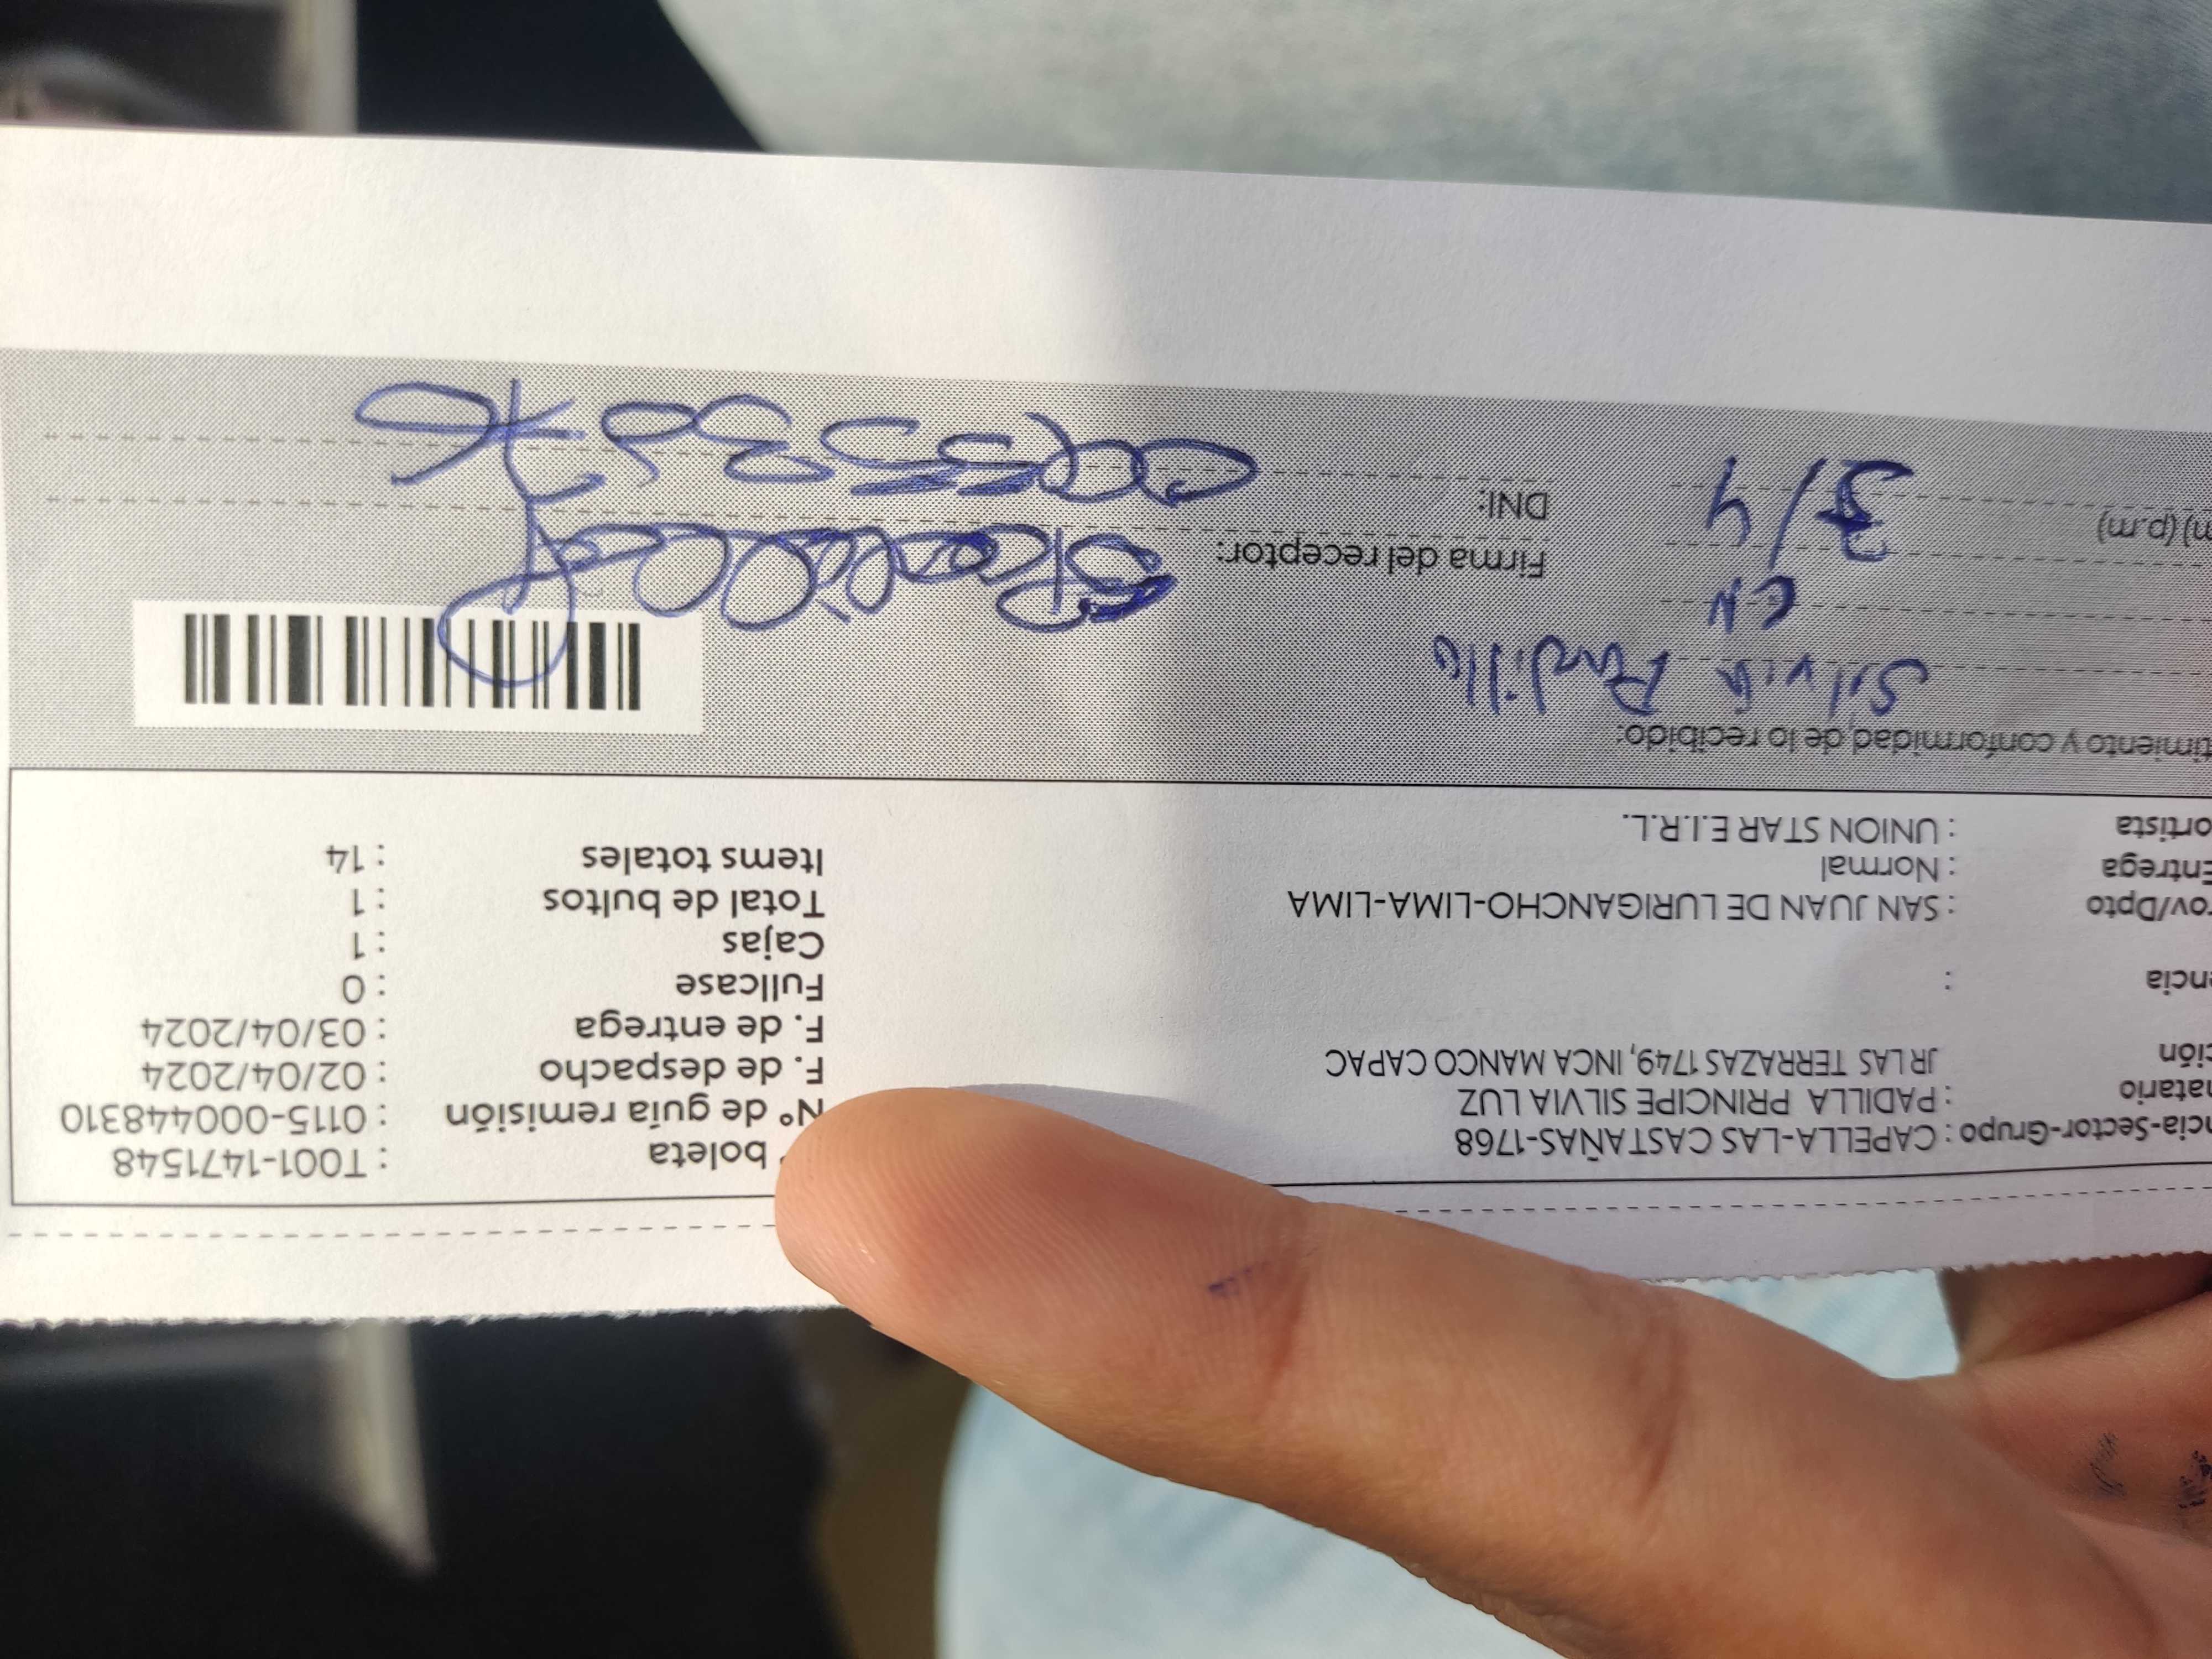 ncia-Sector-Grupo : CAPELLA-LAS CASTAÑAS-1768
natario : PADILLA PRINCIPE SILVIA LUZ
ción JR LAS TERRAZAS 1749, INCA MANCO CAPAC
encia :
ov/Dpto : SAN JUAN DE LURIGANCHO-LIMA-LIMA
Entrega : Normal
ortista : UNION STAR E.I.R.L.
boleta : T001-1471548
N° de guía remisión : 0115-000448310
F. de despacho : 02/04/2024
F. de entrega : 03/04/2024
Fullcase : 0
Cajas : 1
Total de bultos : 1
Items totales : 14
timiento y conformidad de lo recibido:
Silvia Padilla
3/4
m) (p.m)
Firma del receptor:
DNI: